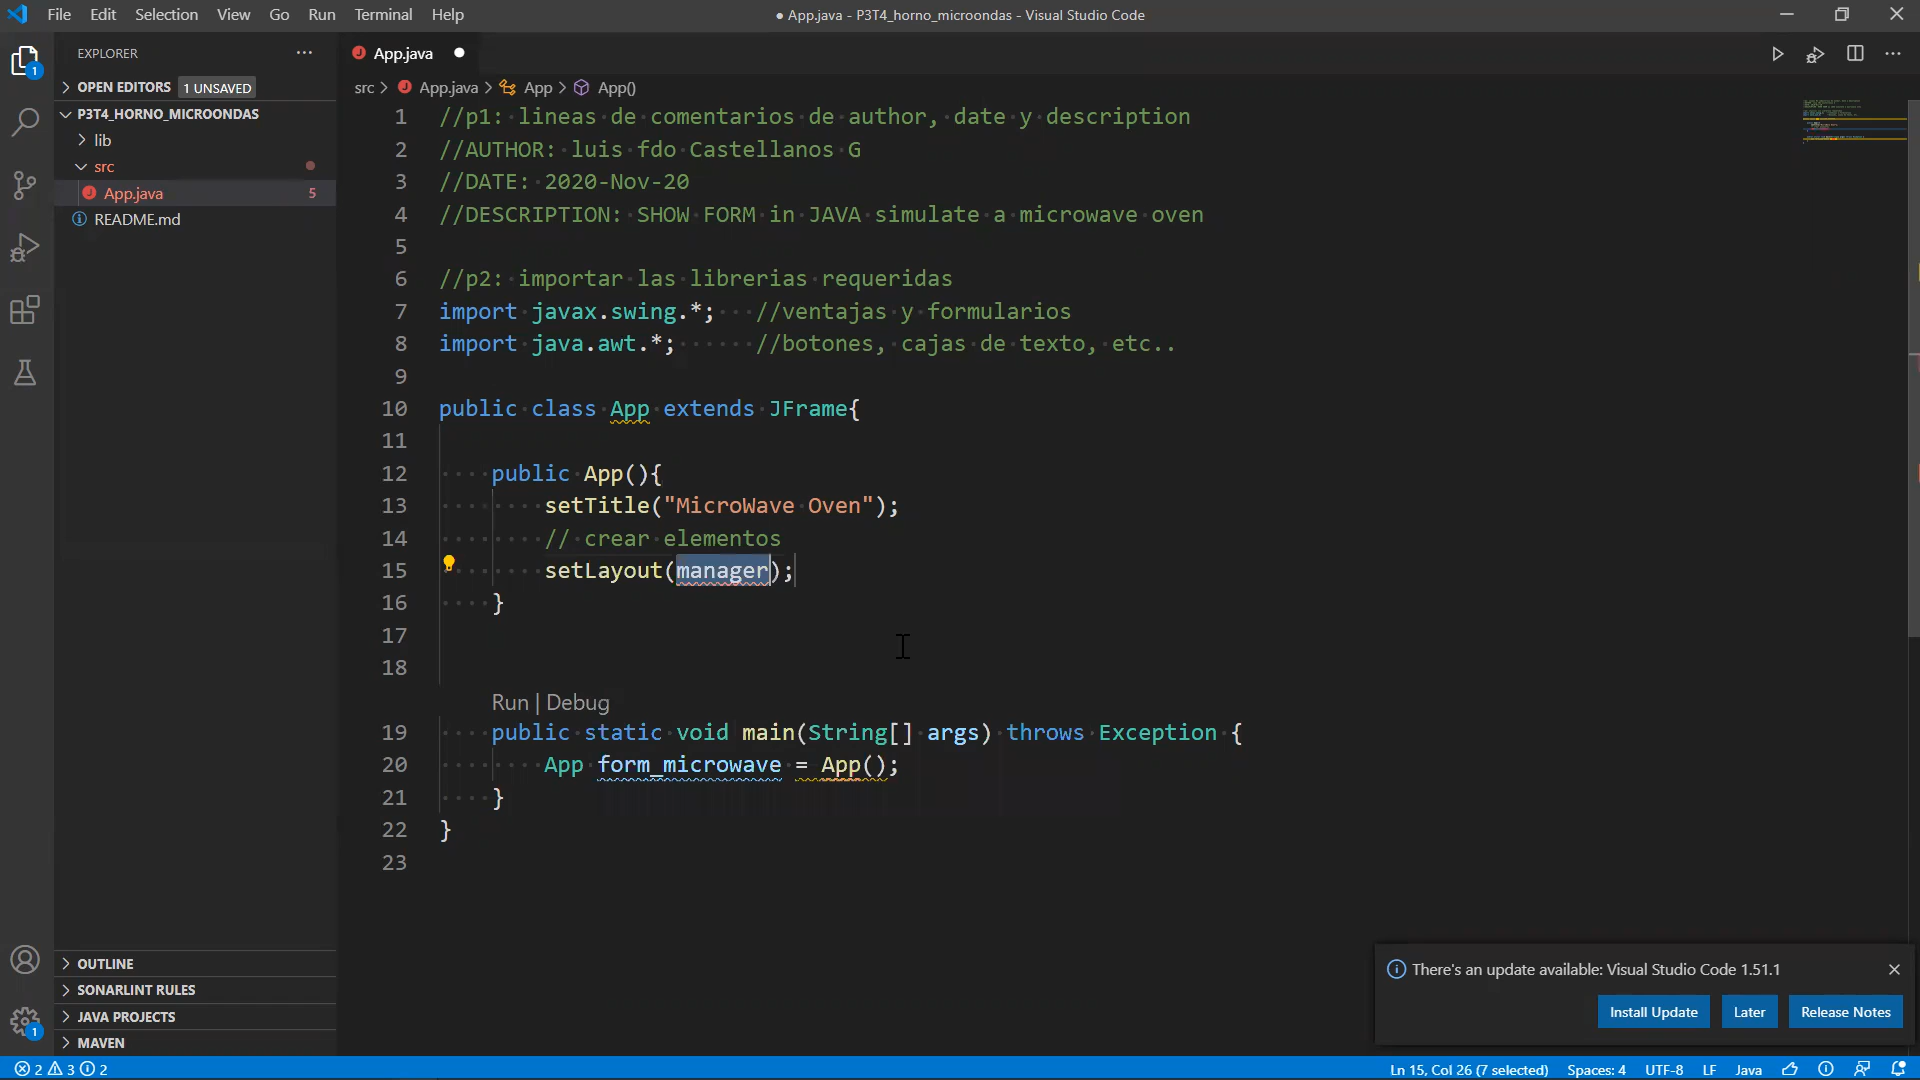 File Edit Selection View Go Run Terminal Help
● App.java - P3T4_horno_microondas - Visual Studio Code
EXPLORER
OPEN EDITORS 1 UNSAVED
P3T4_HORNO_MICROONDAS
lib
src
App.java 5
README.md
OUTLINE
SONARLINT RULES
JAVA PROJECTS
MAVEN
1
1
App.java
src > App.java > App > App()
1 //p1: lineas de comentarios de author, date y description
2 //AUTHOR: luis fdo Castellanos G
3 //DATE: 2020-Nov-20
4 //DESCRIPTION: SHOW FORM in JAVA simulate a microwave oven
5
6 //p2: importar las librerias requeridas
7 import javax.swing.*; //ventajas y formularios
8 import java.awt.*; //botones, cajas de texto, etc..
9
10 public class App extends JFrame{
11
12 public App(){
13 setTitle("MicroWave Oven");
14 // crear elementos
15 setLayout(manager);
16 }
17
18
Run | Debug
19 public static void main(String[] args) throws Exception {
20 App form_microwave = App();
21 }
22 }
23
There's an update available: Visual Studio Code 1.51.1
Install Update Later Release Notes
2 3 2
Ln 15, Col 26 (7 selected) Spaces: 4 UTF-8 LF Java